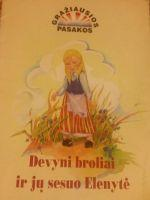 GRAŽIAUSIOS
PASAKOS
Devyni broliai
ir jų sesuo Elenytė